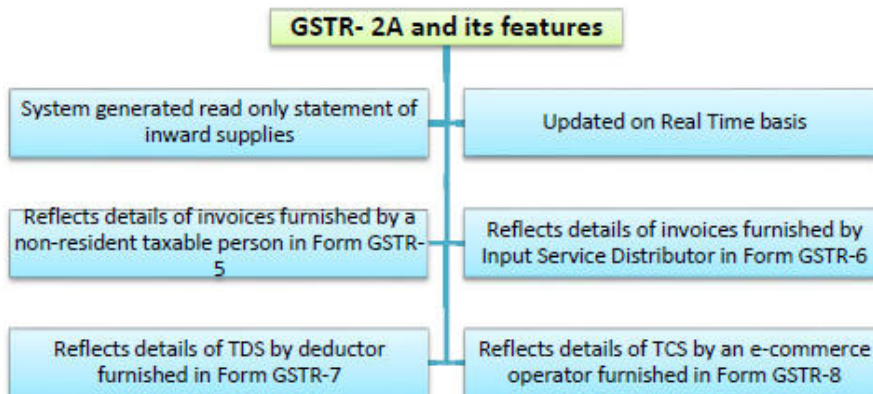 GSTR- 2A and its features
System generated read only statement of
inward supplies
Updated on Real Time basis
Reflects details of invoices furnished by a
non-resident taxable person in Form GSTR-
5
Reflects details of invoices furnished by
Input Service Distributor in Form GSTR-6
Reflects details of TDS by deductor
furnished in Form GSTR-7
Reflects details of TCS by an e-commerce
operator furnished in Form GSTR-8